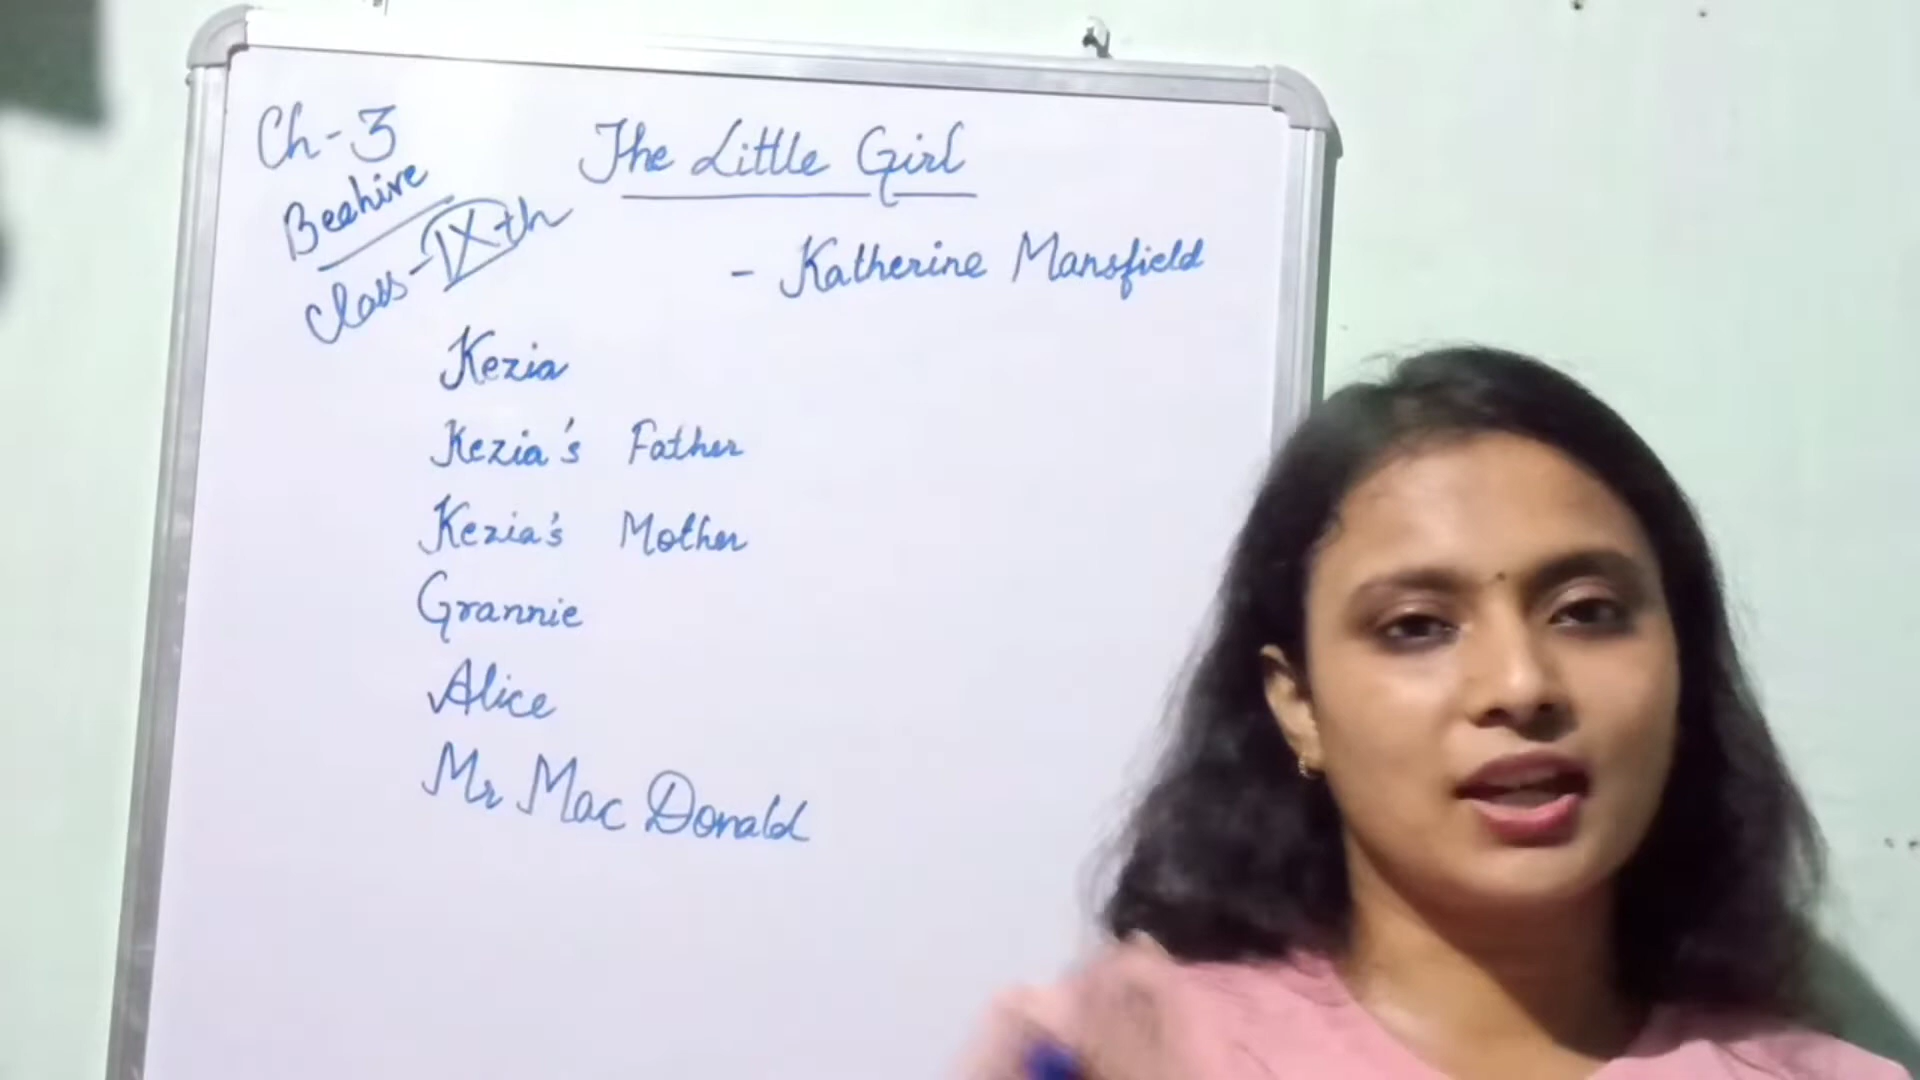 Ch-3
Beehive
Class-IXth
The Little Girl
- Katherine Mansfield
Kezia
Kezia's Father
Kezia's Mother
Grannie
Alice
Mr Mac Donald